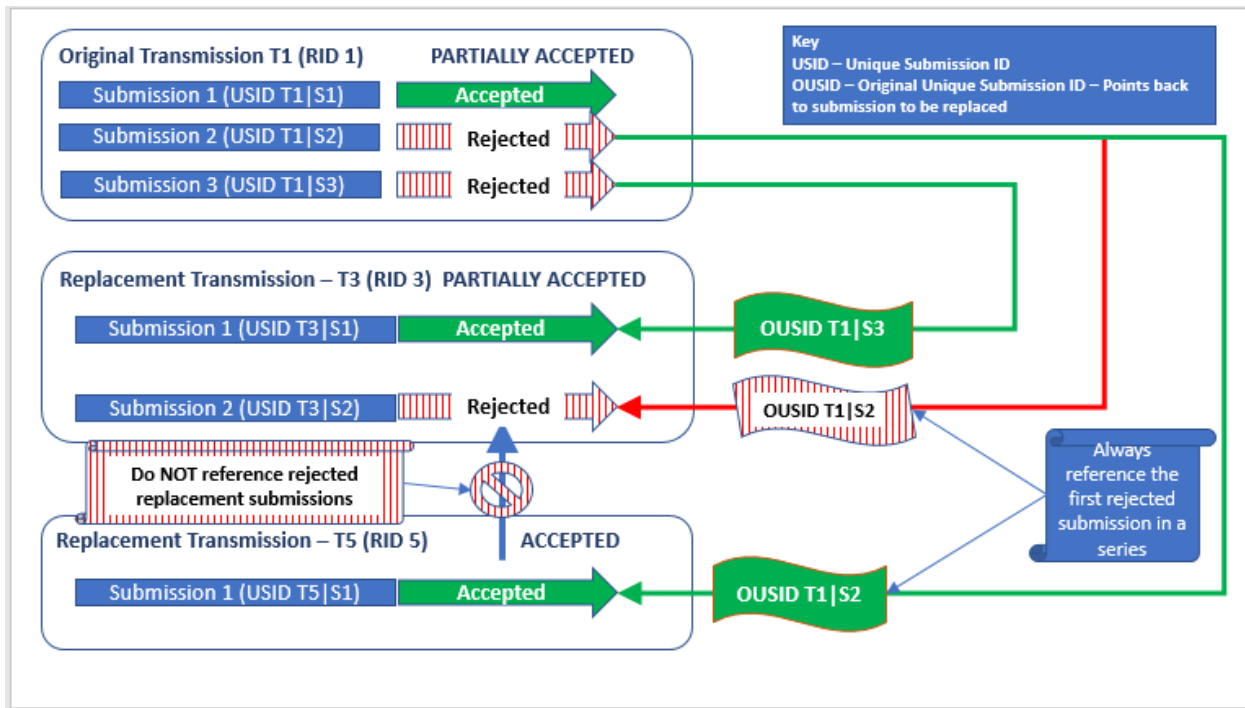 Original Transmission T1 (RID 1) PARTIALLY ACCEPTED
Submission 1 (USID T1|S1) Accepted
Submission 2 (USID T1|S2) Rejected
Submission 3 (USID T1|S3) Rejected
Key
USID – Unique Submission ID
OUSID – Original Unique Submission ID – Points back
to submission to be replaced
Replacement Transmission – T3 (RID 3) PARTIALLY ACCEPTED
Submission 1 (USID T3|S1) Accepted
OUSID T1|S3
Submission 2 (USID T3|S2) Rejected
OUSID T1|S2
Do NOT reference rejected
replacement submissions
Always
reference the
first rejected
submission in a
series
Replacement Transmission – T5 (RID 5) ACCEPTED
Submission 1 (USID T5|S1) Accepted
OUSID T1|S2